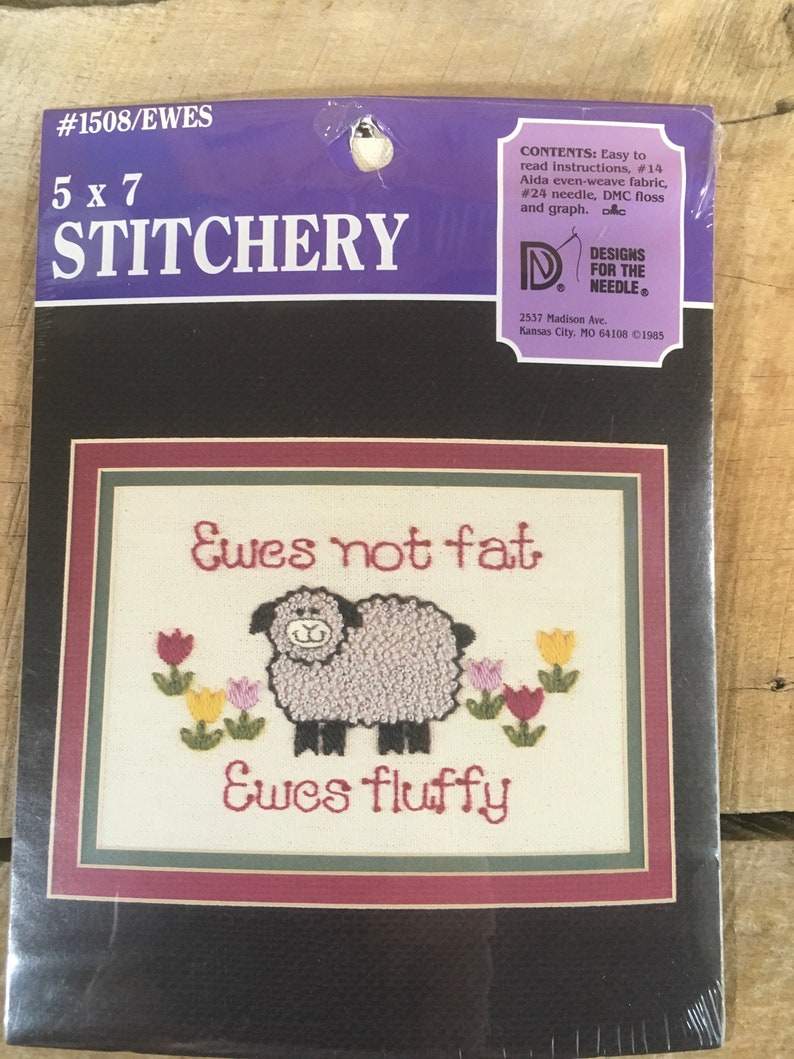 #1508/EWES
5 x 7
STITCHERY
CONTENTS: Easy to
read instructions, #14
Aida even-weave fabric,
#24 needle, DMC floss
and graph. DMC
DN® DESIGNS
FOR THE
NEEDLE®
2537 Madison Ave.
Kansas City, MO 64108 ©1985
Ewes not fat
Ewes fluffy